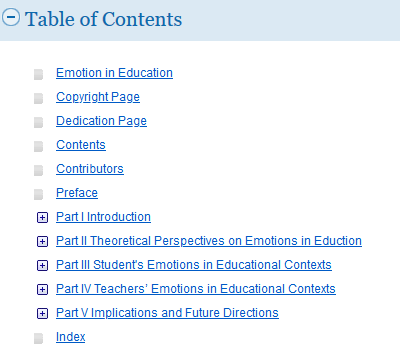 Table of Contents
Emotion in Education
Copyright Page
Dedication Page
Contents
Contributors
Preface
Part I Introduction
Part II Theoretical Perspectives on Emotions in Eduction
Part III Student's Emotions in Educational Contexts
Part IV Teachers’ Emotions in Educational Contexts
Part V Implications and Future Directions
Index